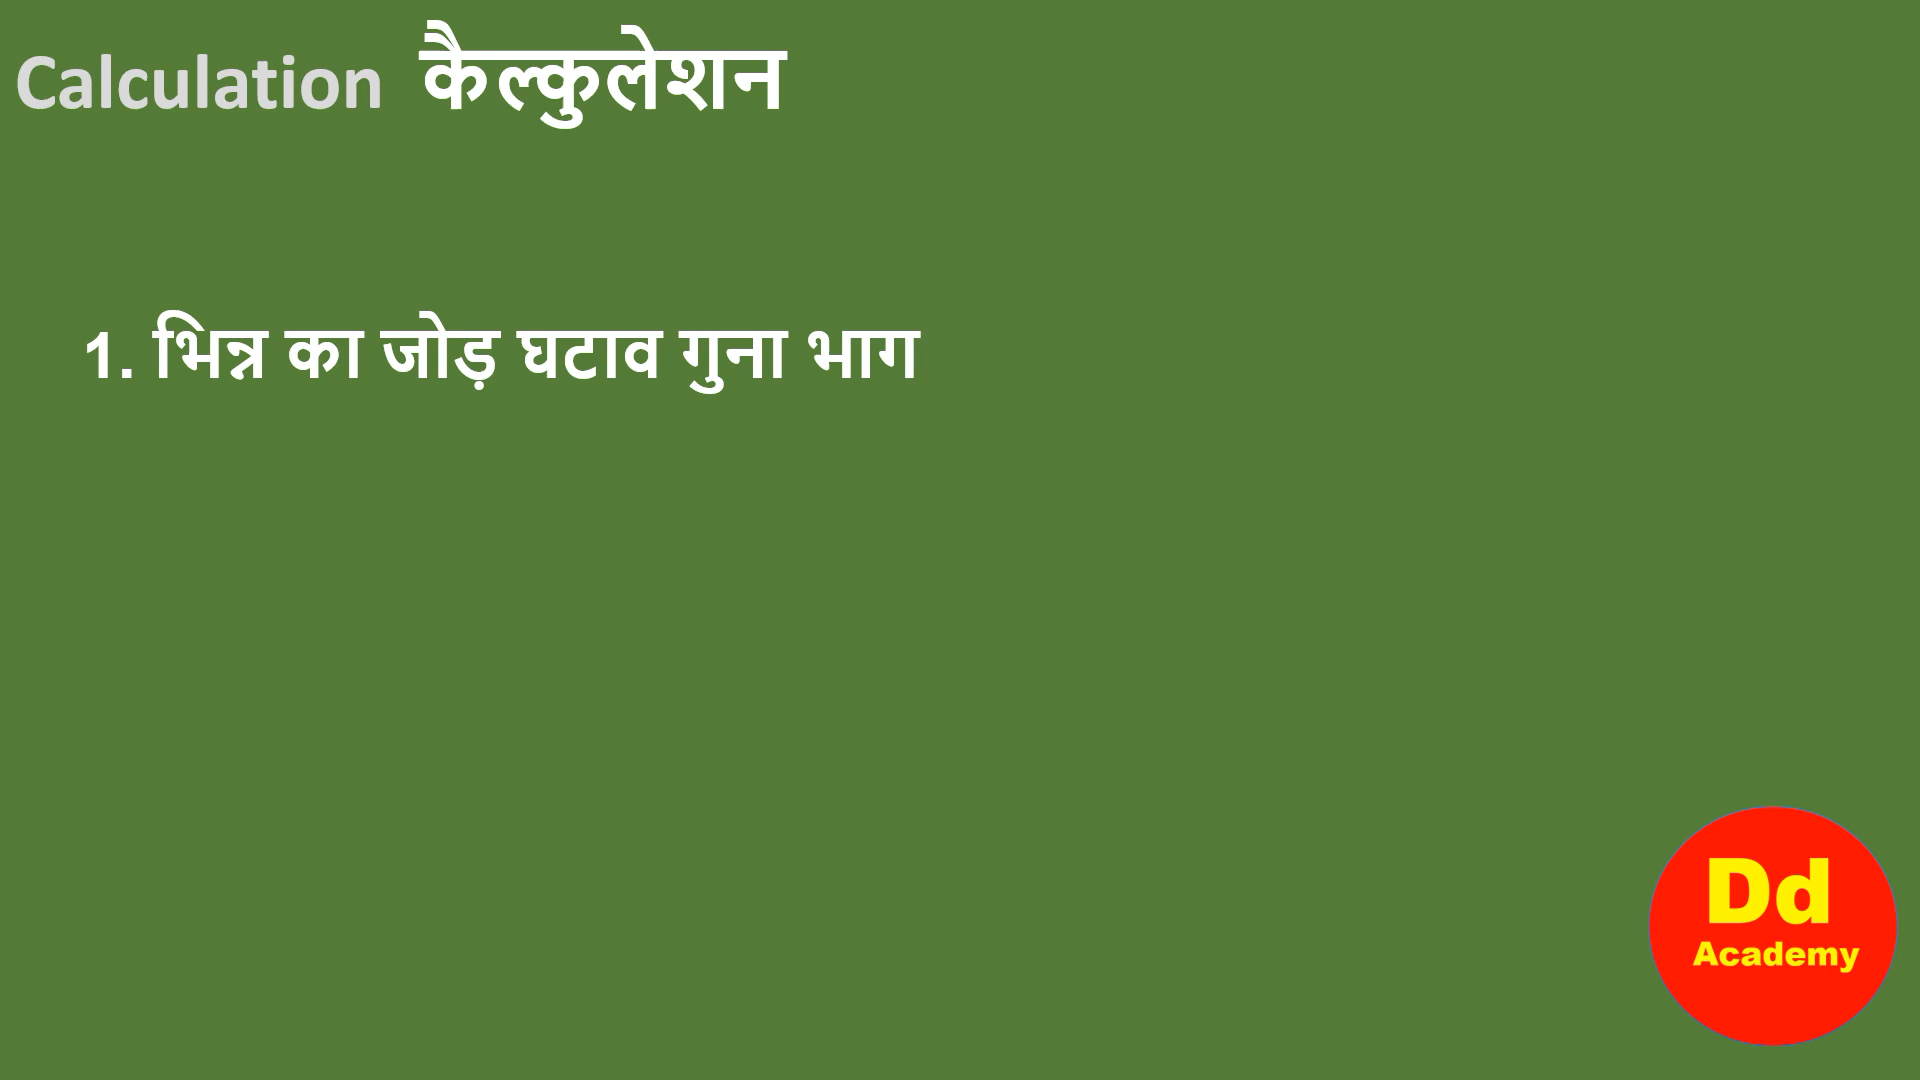 Calculation कैल्कुलेशन
1. भिन्न का जोड़ घटाव गुना भाग
Dd
Academy